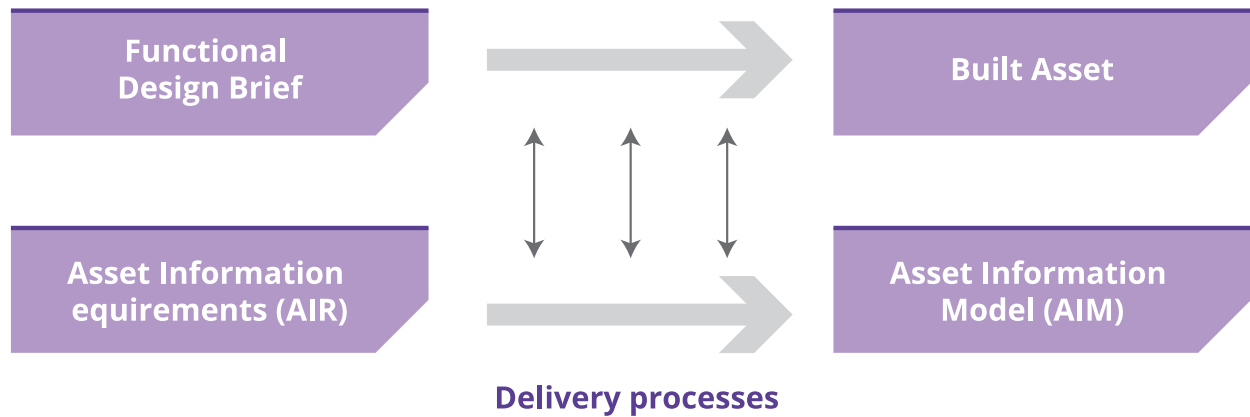 Functional
Design Brief
Built Asset
Asset Information
equirements (AIR)
Asset Information
Model (AIM)
Delivery processes